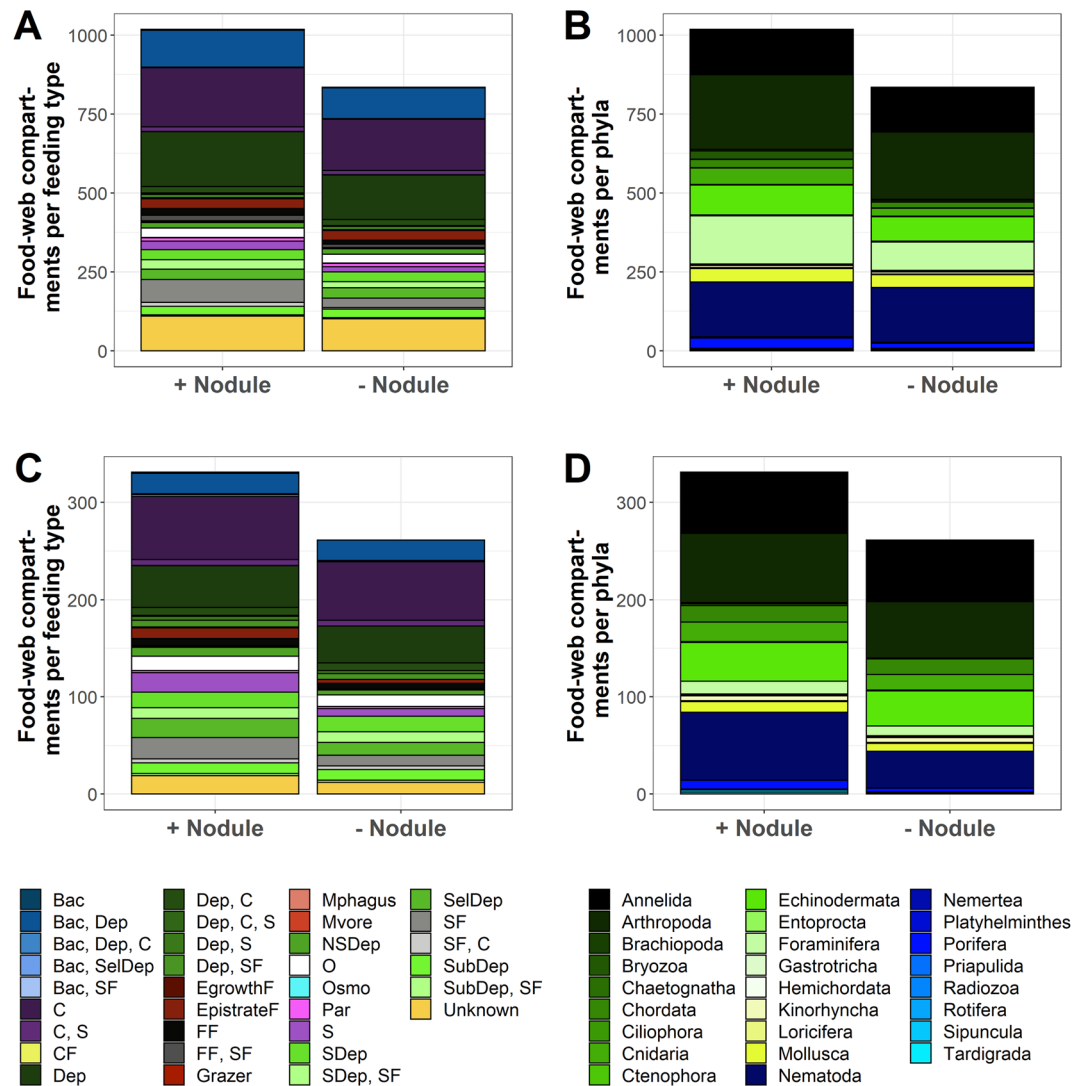 A
B
Food-web compart-
ments per feeding type
1000
750
500
250
0
+ Nodule
- Nodule
Food-web compart-
ments per phyla
1000
750
500
250
0
+ Nodule
- Nodule
C
D
Food-web compart-
ments per feeding type
300
200
100
0
+ Nodule
- Nodule
Food-web compart-
ments per phyla
300
200
100
0
+ Nodule
- Nodule
Bac
Bac, Dep
Bac, Dep, C
Bac, SelDep
Bac, SF
C
C, S
CF
Dep
Dep, C
Dep, C, S
Dep, S
Dep, SF
EgrowthF
EpistrateF
FF
FF, SF
Grazer
Mphagus
Mvore
NSDep
O
Osmo
Par
S
SDep
SDep, SF
SelDep
SF
SF, C
SubDep
SubDep, SF
Unknown
Annelida
Arthropoda
Brachiopoda
Bryozoa
Chaetognatha
Chordata
Ciliophora
Cnidaria
Ctenophora
Echinodermata
Entoprocta
Foraminifera
Gastrotricha
Hemichordata
Kinorhyncha
Loricifera
Mollusca
Nematoda
Nemertea
Platyhelminthes
Porifera
Priapulida
Radiozoa
Rotifera
Sipuncula
Tardigrada